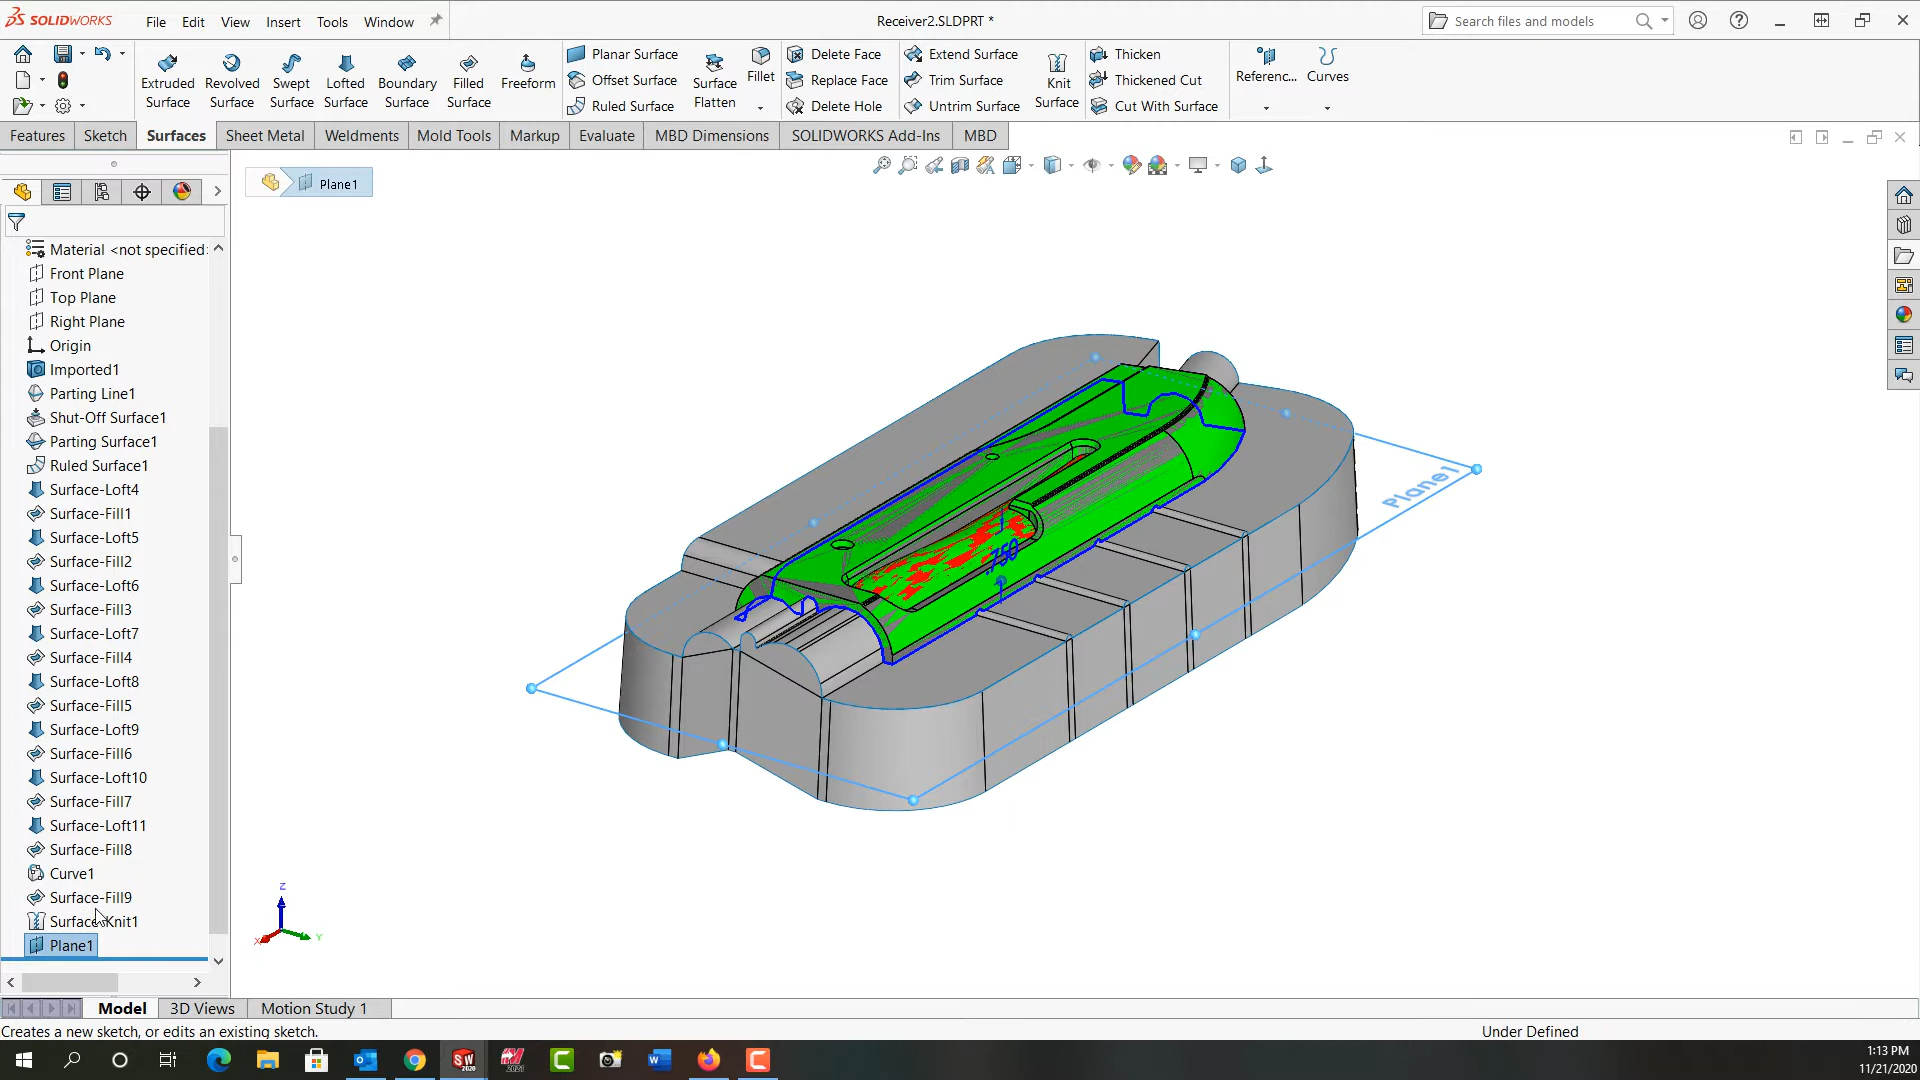 SOLIDWORKS
File Edit View Insert Tools Window
Receiver2.SLDPRT *
Search files and models
Extruded Surface
Revolved Surface
Swept Surface
Lofted Surface
Boundary Surface
Filled Surface
Freeform
Planar Surface
Offset Surface
Ruled Surface
Surface Flatten
Fillet
Delete Face
Replace Face
Delete Hole
Extend Surface
Trim Surface
Untrim Surface
Knit Surface
Thicken
Thickened Cut
Cut With Surface
Referenc...
Curves
Features Sketch Surfaces Sheet Metal Weldments Mold Tools Markup Evaluate MBD Dimensions SOLIDWORKS Add-Ins MBD
Plane1
Material <not specified>
Front Plane
Top Plane
Right Plane
Origin
Imported1
Parting Line1
Shut-Off Surface1
Parting Surface1
Ruled Surface1
Surface-Loft4
Surface-Fill1
Surface-Loft5
Surface-Fill2
Surface-Loft6
Surface-Fill3
Surface-Loft7
Surface-Fill4
Surface-Loft8
Surface-Fill5
Surface-Loft9
Surface-Fill6
Surface-Loft10
Surface-Fill7
Surface-Loft11
Surface-Fill8
Curve1
Surface-Fill9
Surface-Knit1
Plane1
Plane1
.750
Z
X
Y
Model 3D Views Motion Study 1
Creates a new sketch, or edits an existing sketch.
Under Defined
SW 2020
2021
1:13 PM
11/21/2020